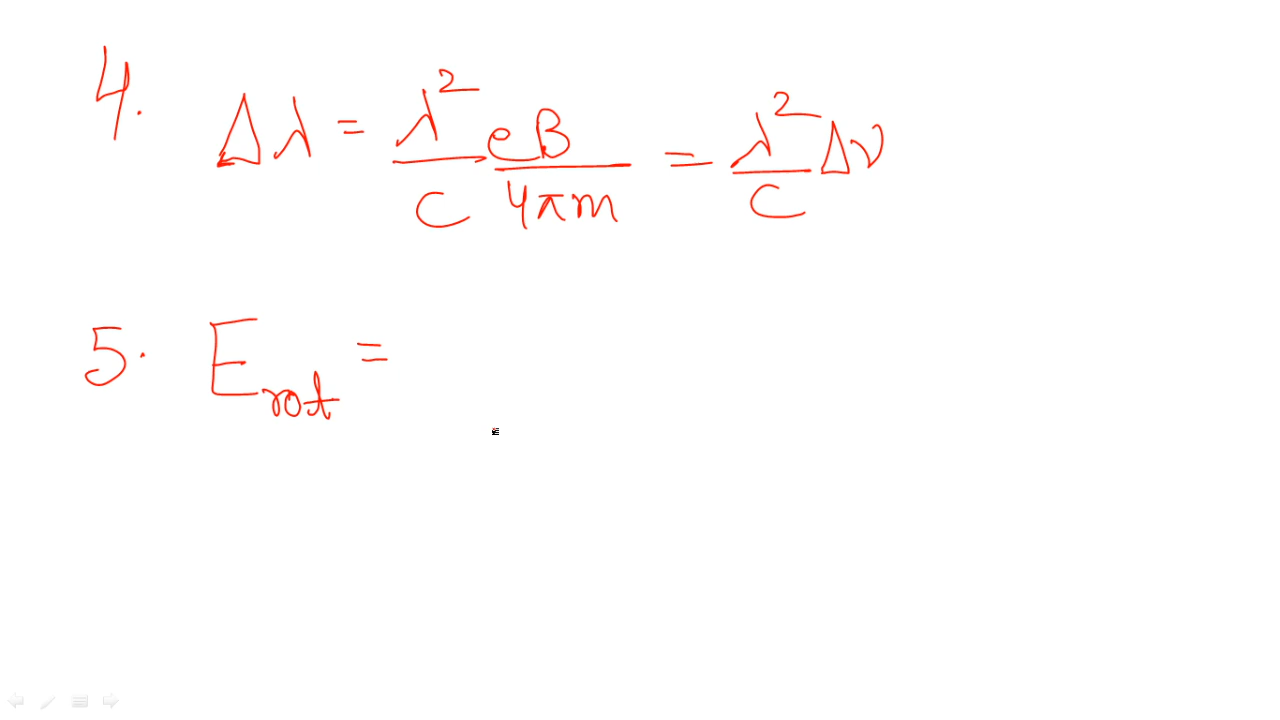 4. Δλ = λ²/C eB/4πm = λ²/C Δν
5. E_rot =